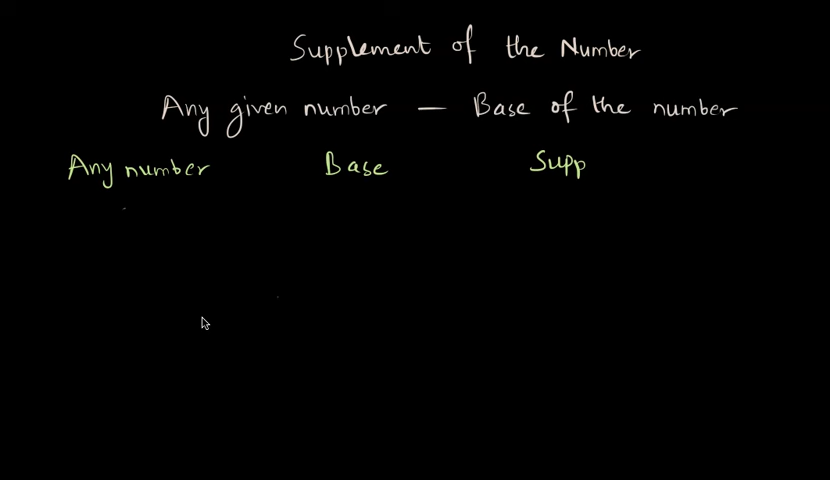 Supplement of the Number
Any given number — Base of the number
Any number Base Supp